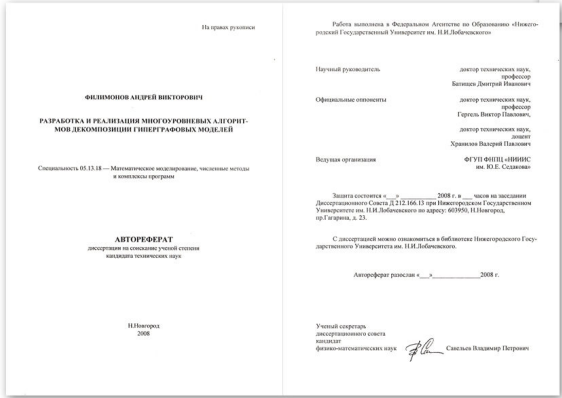 На правах рукописи
ФИЛИМОНОВ АНДРЕЙ ВИКТОРОВИЧ
РАЗРАБОТКА И РЕАЛИЗАЦИЯ МНОГОУРОВНЕВЫХ АЛГОРИТ-
МОВ ДЕКОМПОЗИЦИИ ГИПЕРГРАФОВЫХ МОДЕЛЕЙ
Специальность 05.13.18 — Математическое моделирование, численные методы
и комплексы программ
АВТОРЕФЕРАТ
диссертации на соискание ученой степени
кандидата технических наук
Н.Новгород
2008
Работа выполнена в Федеральном Агентстве по Образованию «Нижего-
родский Государственный Университет им. Н.И.Лобачевского»
Научный руководитель доктор технических наук,
профессор
Батищев Дмитрий Иванович
Официальные оппоненты доктор технических наук,
профессор
Гергель Виктор Павлович,
доктор технических наук,
доцент
Хранилов Валерий Павлович
Ведущая организация ФГУП ФНПЦ «НИИИС
им. Ю.Е. Седакова»
Защита состоится «___» ____________ 2008 г. в ___ часов на заседании
Диссертационного Совета Д 212.166.13 при Нижегородском Государственном
Университете им. Н.И.Лобачевского по адресу: 603950, Н.Новгород,
пр.Гагарина, д. 23.
С диссертацией можно ознакомиться в библиотеке Нижегородского Госу-
дарственного Университета им. Н.И.Лобачевского.
Автореферат разослан «___»________________2008 г.
Ученый секретарь
диссертационного совета
кандидат
физико-математических наук Савельев Владимир Петрович